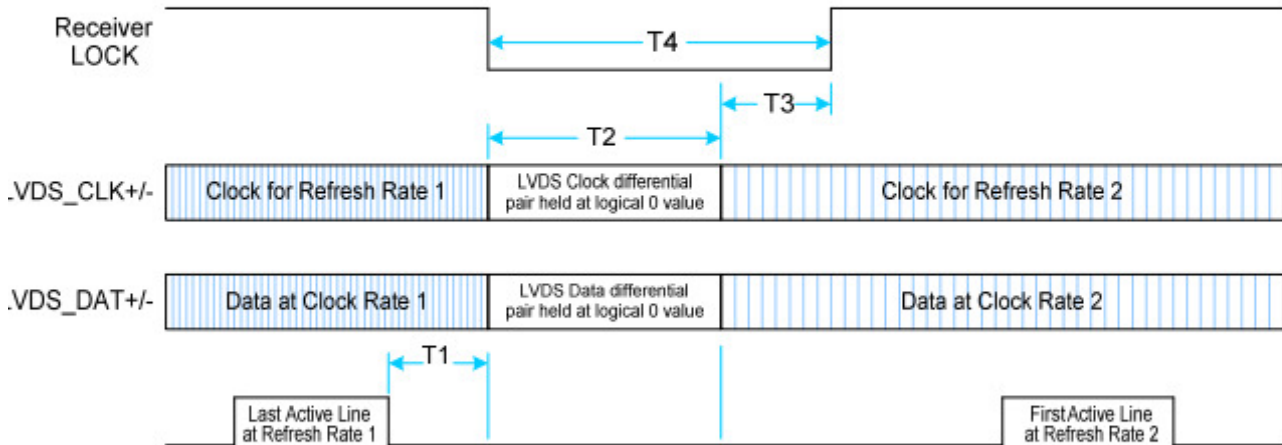 Receiver
LOCK
T4
T3
T2
.VDS_CLK+/-
Clock for Refresh Rate 1
LVDS Clock differential
pair held at logical 0 value
Clock for Refresh Rate 2
.VDS_DAT+/-
Data at Clock Rate 1
LVDS Data differential
pair held at logical 0 value
Data at Clock Rate 2
T1
Last Active Line
at Refresh Rate 1
First Active Line
at Refresh Rate 2